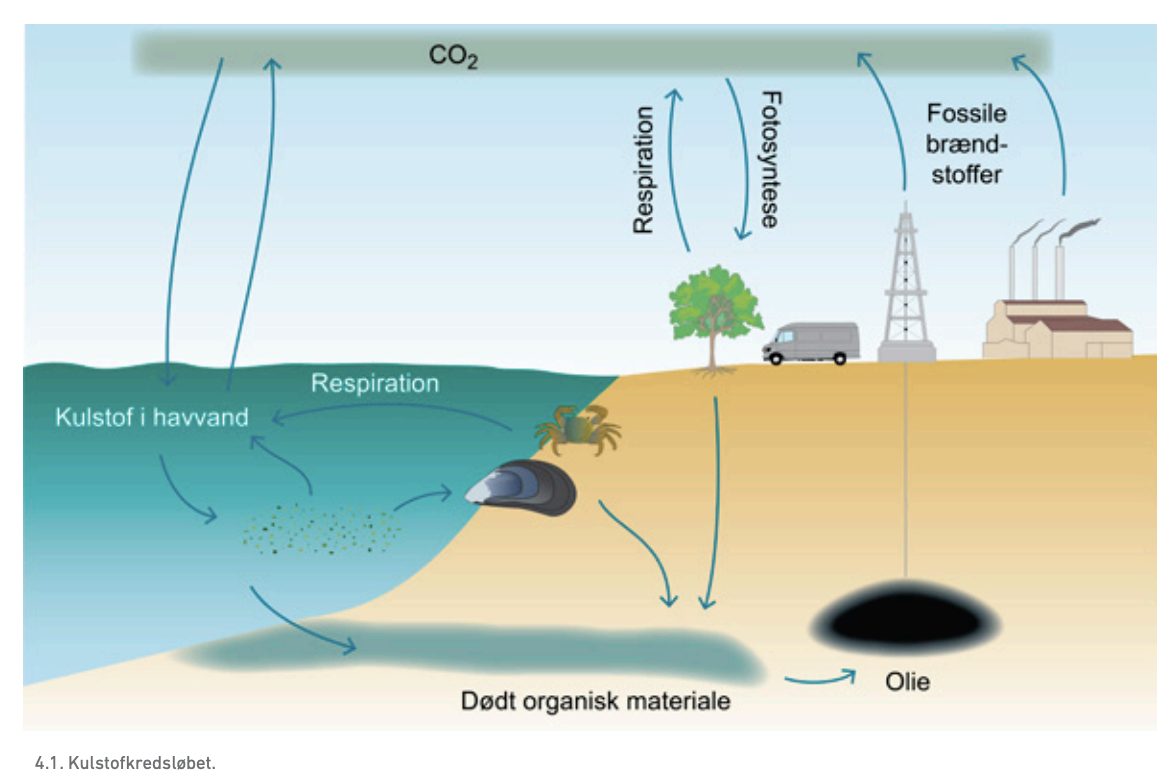 CO₂
Respiration
Fotosyntese
Fossile
brænd-
stoffer
Respiration
Kulstof i havvand
Olie
Dødt organisk materiale
4.1. Kulstofkredsløbet.